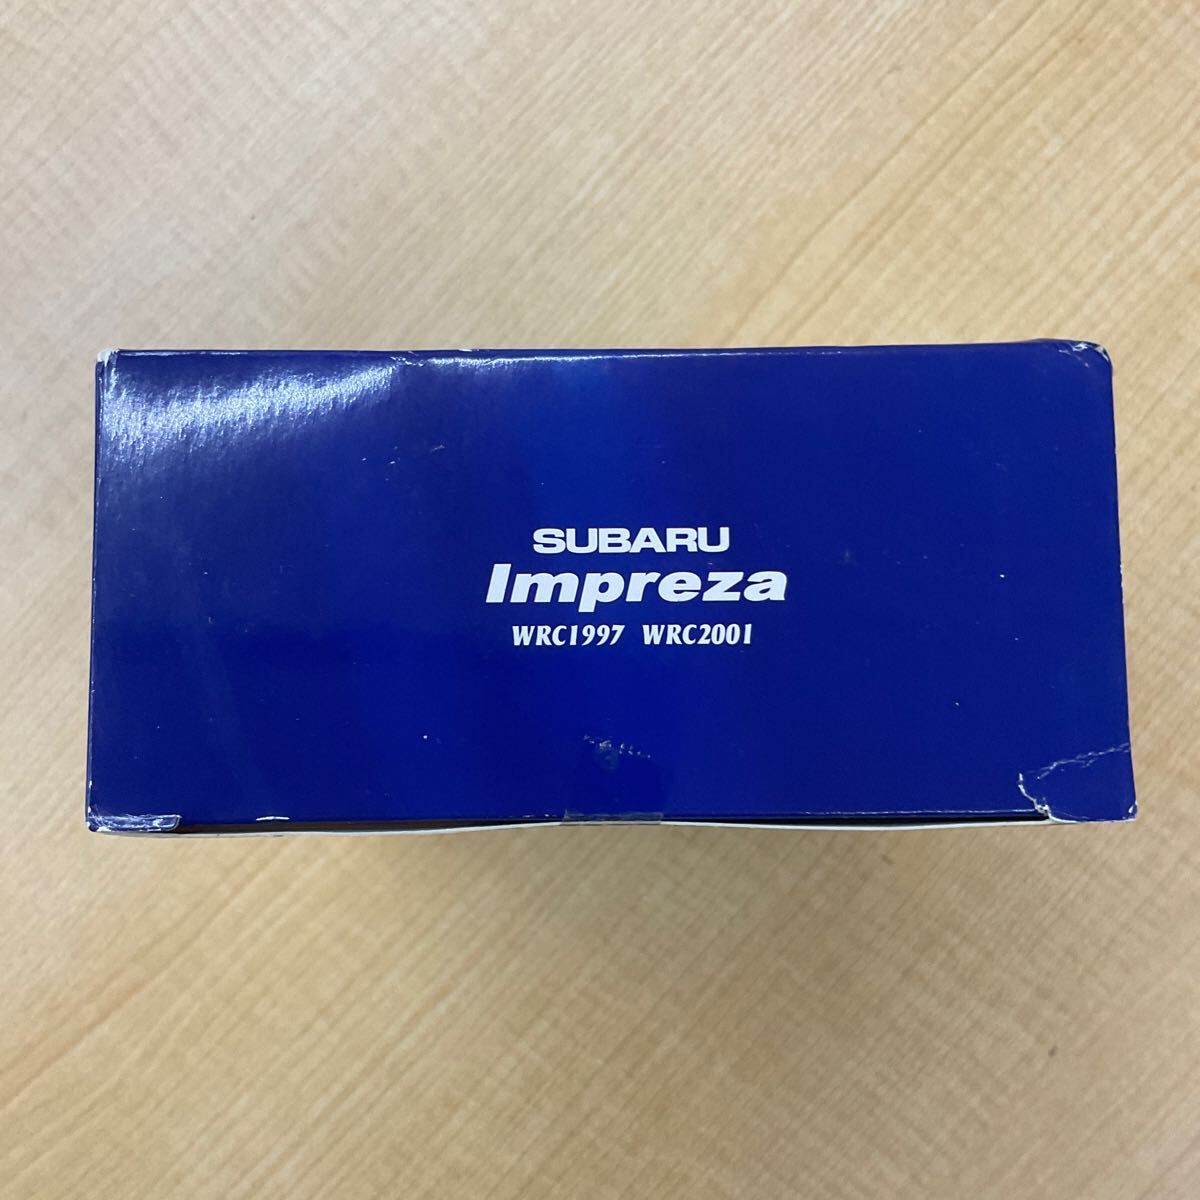 SUBARU
Impreza
WRC1997 WRC2001